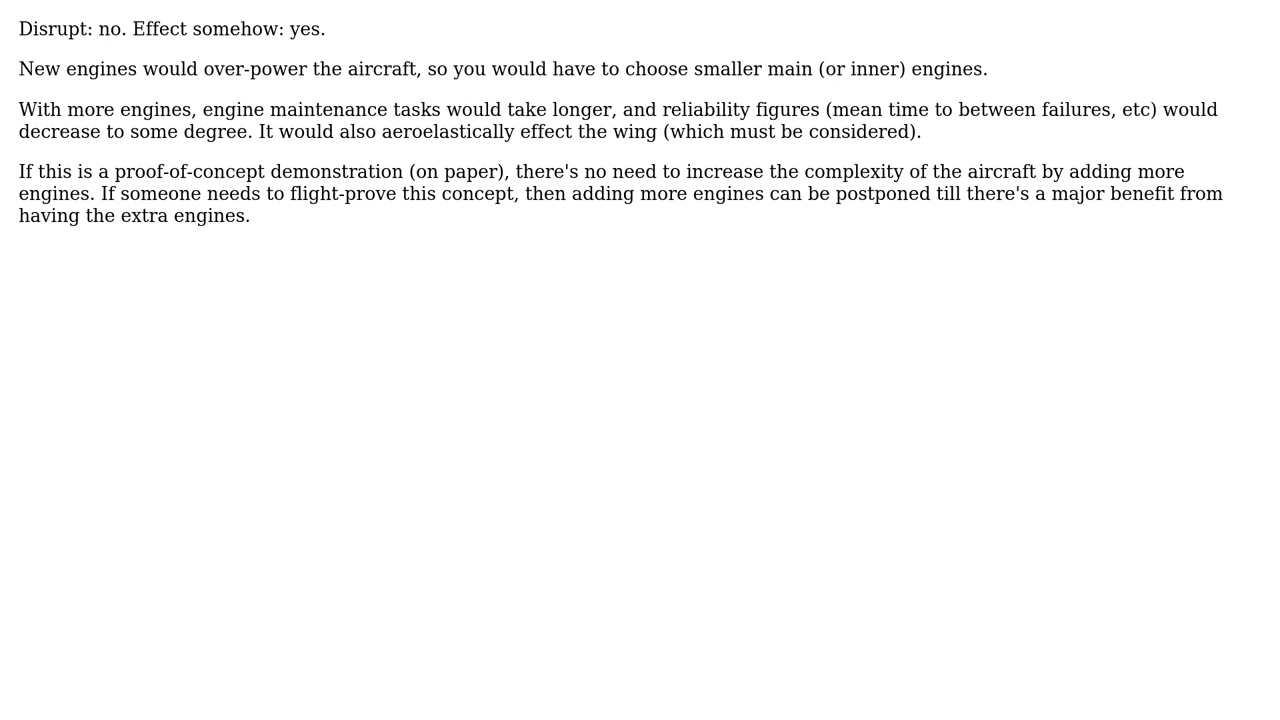 Disrupt: no. Effect somehow: yes.
New engines would over-power the aircraft, so you would have to choose smaller main (or inner) engines.
With more engines, engine maintenance tasks would take longer, and reliability figures (mean time to between failures, etc) would
decrease to some degree. It would also aeroelastically effect the wing (which must be considered).
If this is a proof-of-concept demonstration (on paper), there's no need to increase the complexity of the aircraft by adding more
engines. If someone needs to flight-prove this concept, then adding more engines can be postponed till there's a major benefit from
having the extra engines.